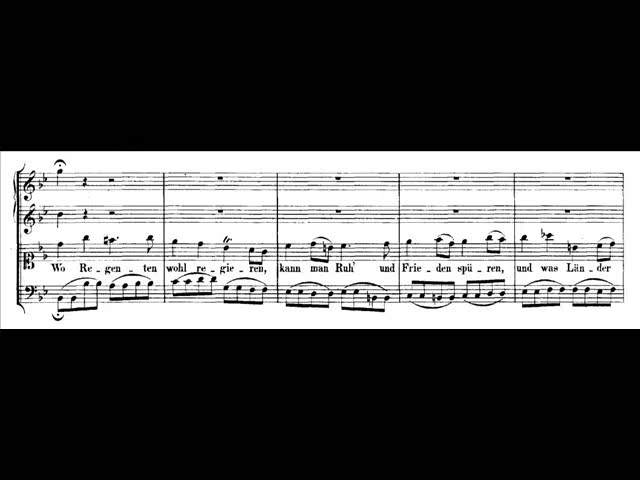 Wo Re - gen - ten wohl re - gie - ren, kann man Ruh' und Frie - den spü - ren, und was Län - der